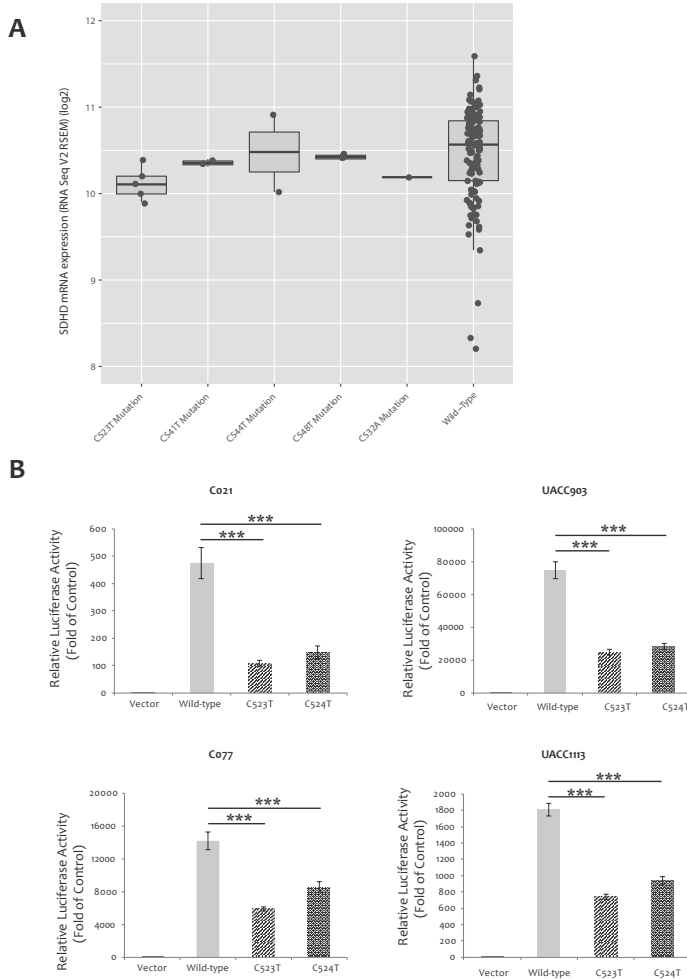 A
12
11
10
9
8
SDHD mRNA expression (RNA Seq V2 RSEM) (log2)
C523T Mutation
C541T Mutation
C544T Mutation
C548T Mutation
C532A Mutation
Wild-Type
B
C021
Relative Luciferase Activity
(Fold of Control)
600
500
400
300
200
100
0
***
***
Vector Wild-type C523T C524T
UACC903
Relative Luciferase Activity
(Fold of Control)
100000
80000
60000
40000
20000
0
***
***
Vector Wild-type C523T C524T
C077
Relative Luciferase Activity
(Fold of Control)
20000
16000
12000
8000
4000
0
***
***
Vector Wild-type C523T C524T
UACC1113
Relative Luciferase Activity
(Fold of Control)
2000
1800
1600
1400
1200
1000
800
600
400
200
0
***
***
Vector Wild-type C523T C524T